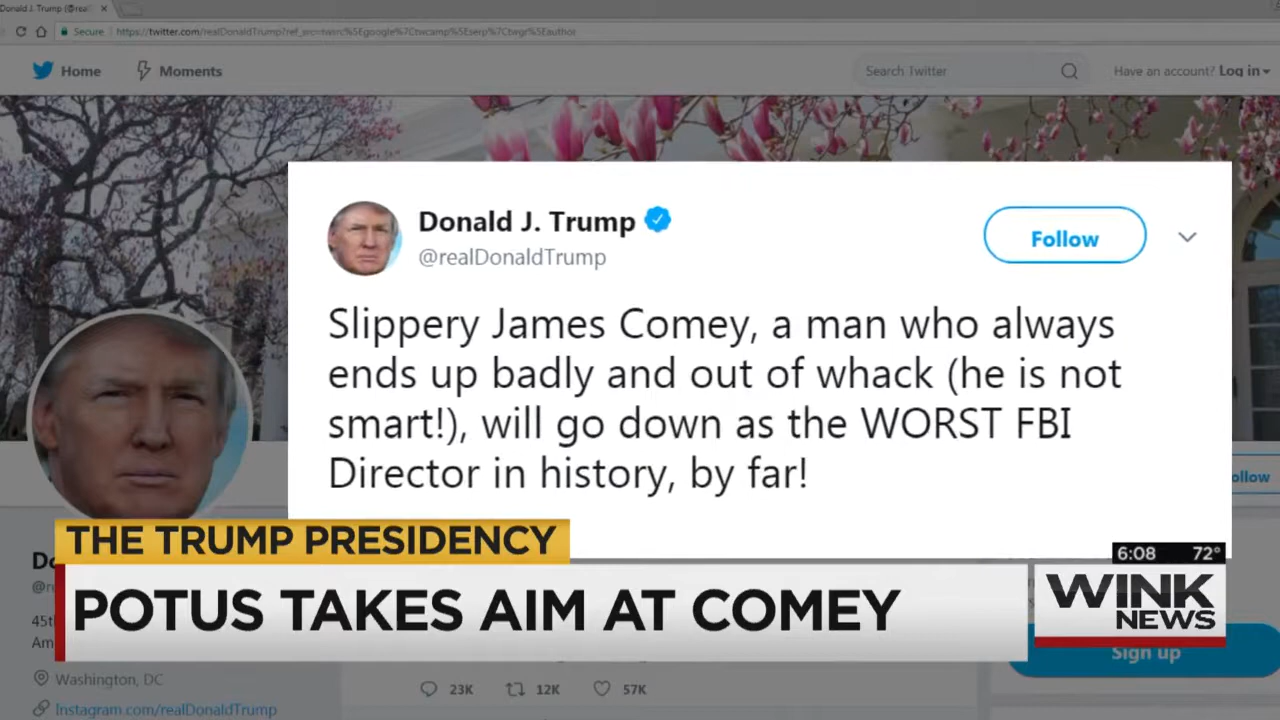 Donald J. Trump (@real
Secure
https://twitter.com/realDonaldTrump?ref_src=twsrc%5Egoogle%7Ctwcamp%5Eserp%7Ctwgr%5Eauthor
Home
Moments
Search Twitter
Have an account? Log in
Donald J. Trump
@realDonaldTrump
Follow
Slippery James Comey, a man who always
ends up badly and out of whack (he is not
smart!), will go down as the WORST FBI
Director in history, by far!
ollow
THE TRUMP PRESIDENCY
POTUS TAKES AIM AT COMEY
6:08 72°
WINK
NEWS
Do
@re
45t
Am
Sign up
Washington, DC
23K 12K 57K
Instagram.com/realDonaldTrump